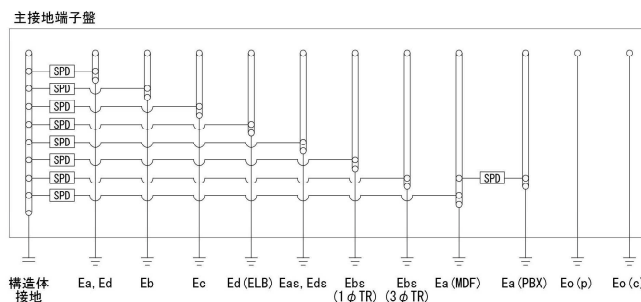 主接地端子盤
SPD
SPD
SPD
SPD
SPD
SPD
SPD
SPD
SPD
構造体
接地
Ea, Ed
Eb
Ec
Ed (ELB)
Eas, Eds
Ebs
(1φTR)
Ebs
(3φTR)
Ea (MDF)
Ea (PBX)
Eo (p)
Eo (c)